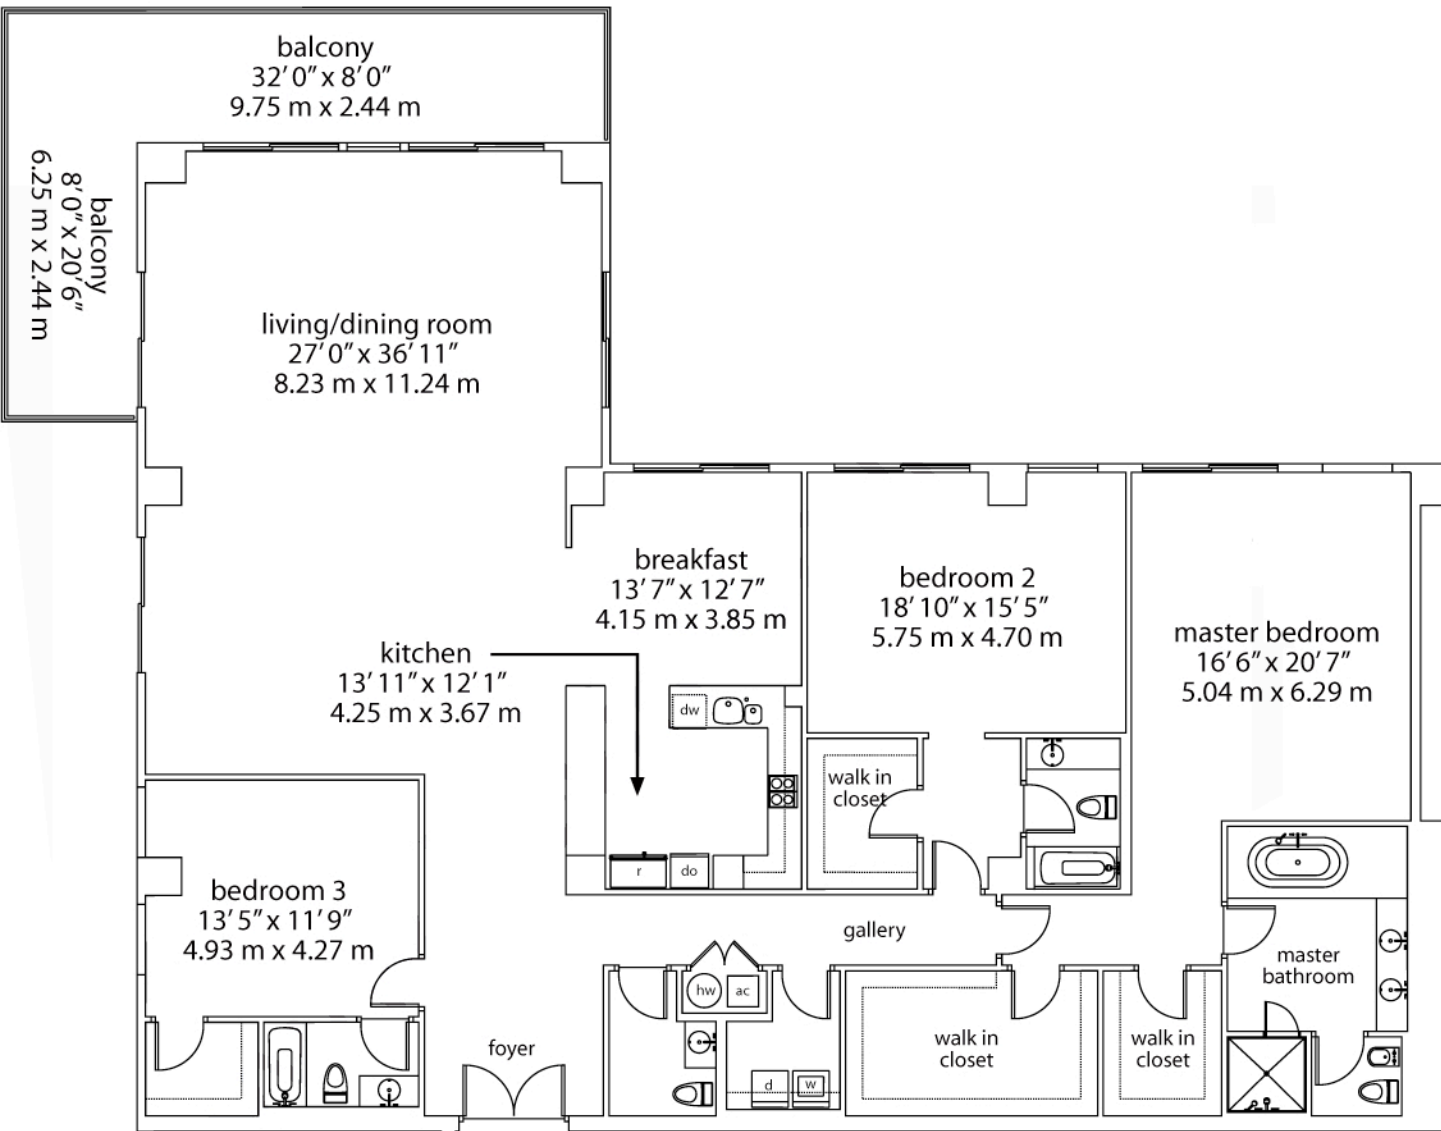 balcony
32' 0" x 8' 0"
9.75 m x 2.44 m
balcony
8' 0" x 20' 6"
6.25 m x 2.44 m
living/dining room
27' 0" x 36' 11"
8.23 m x 11.24 m
breakfast
13' 7" x 12' 7"
4.15 m x 3.85 m
bedroom 2
18' 10" x 15' 5"
5.75 m x 4.70 m
master bedroom
16' 6" x 20' 7"
5.04 m x 6.29 m
kitchen
13' 11" x 12' 1"
4.25 m x 3.67 m
dw
walk in
closet
r
do
bedroom 3
13' 5" x 11' 9"
4.93 m x 4.27 m
gallery
master
bathroom
hw
ac
foyer
walk in
closet
walk in
closet
d
w